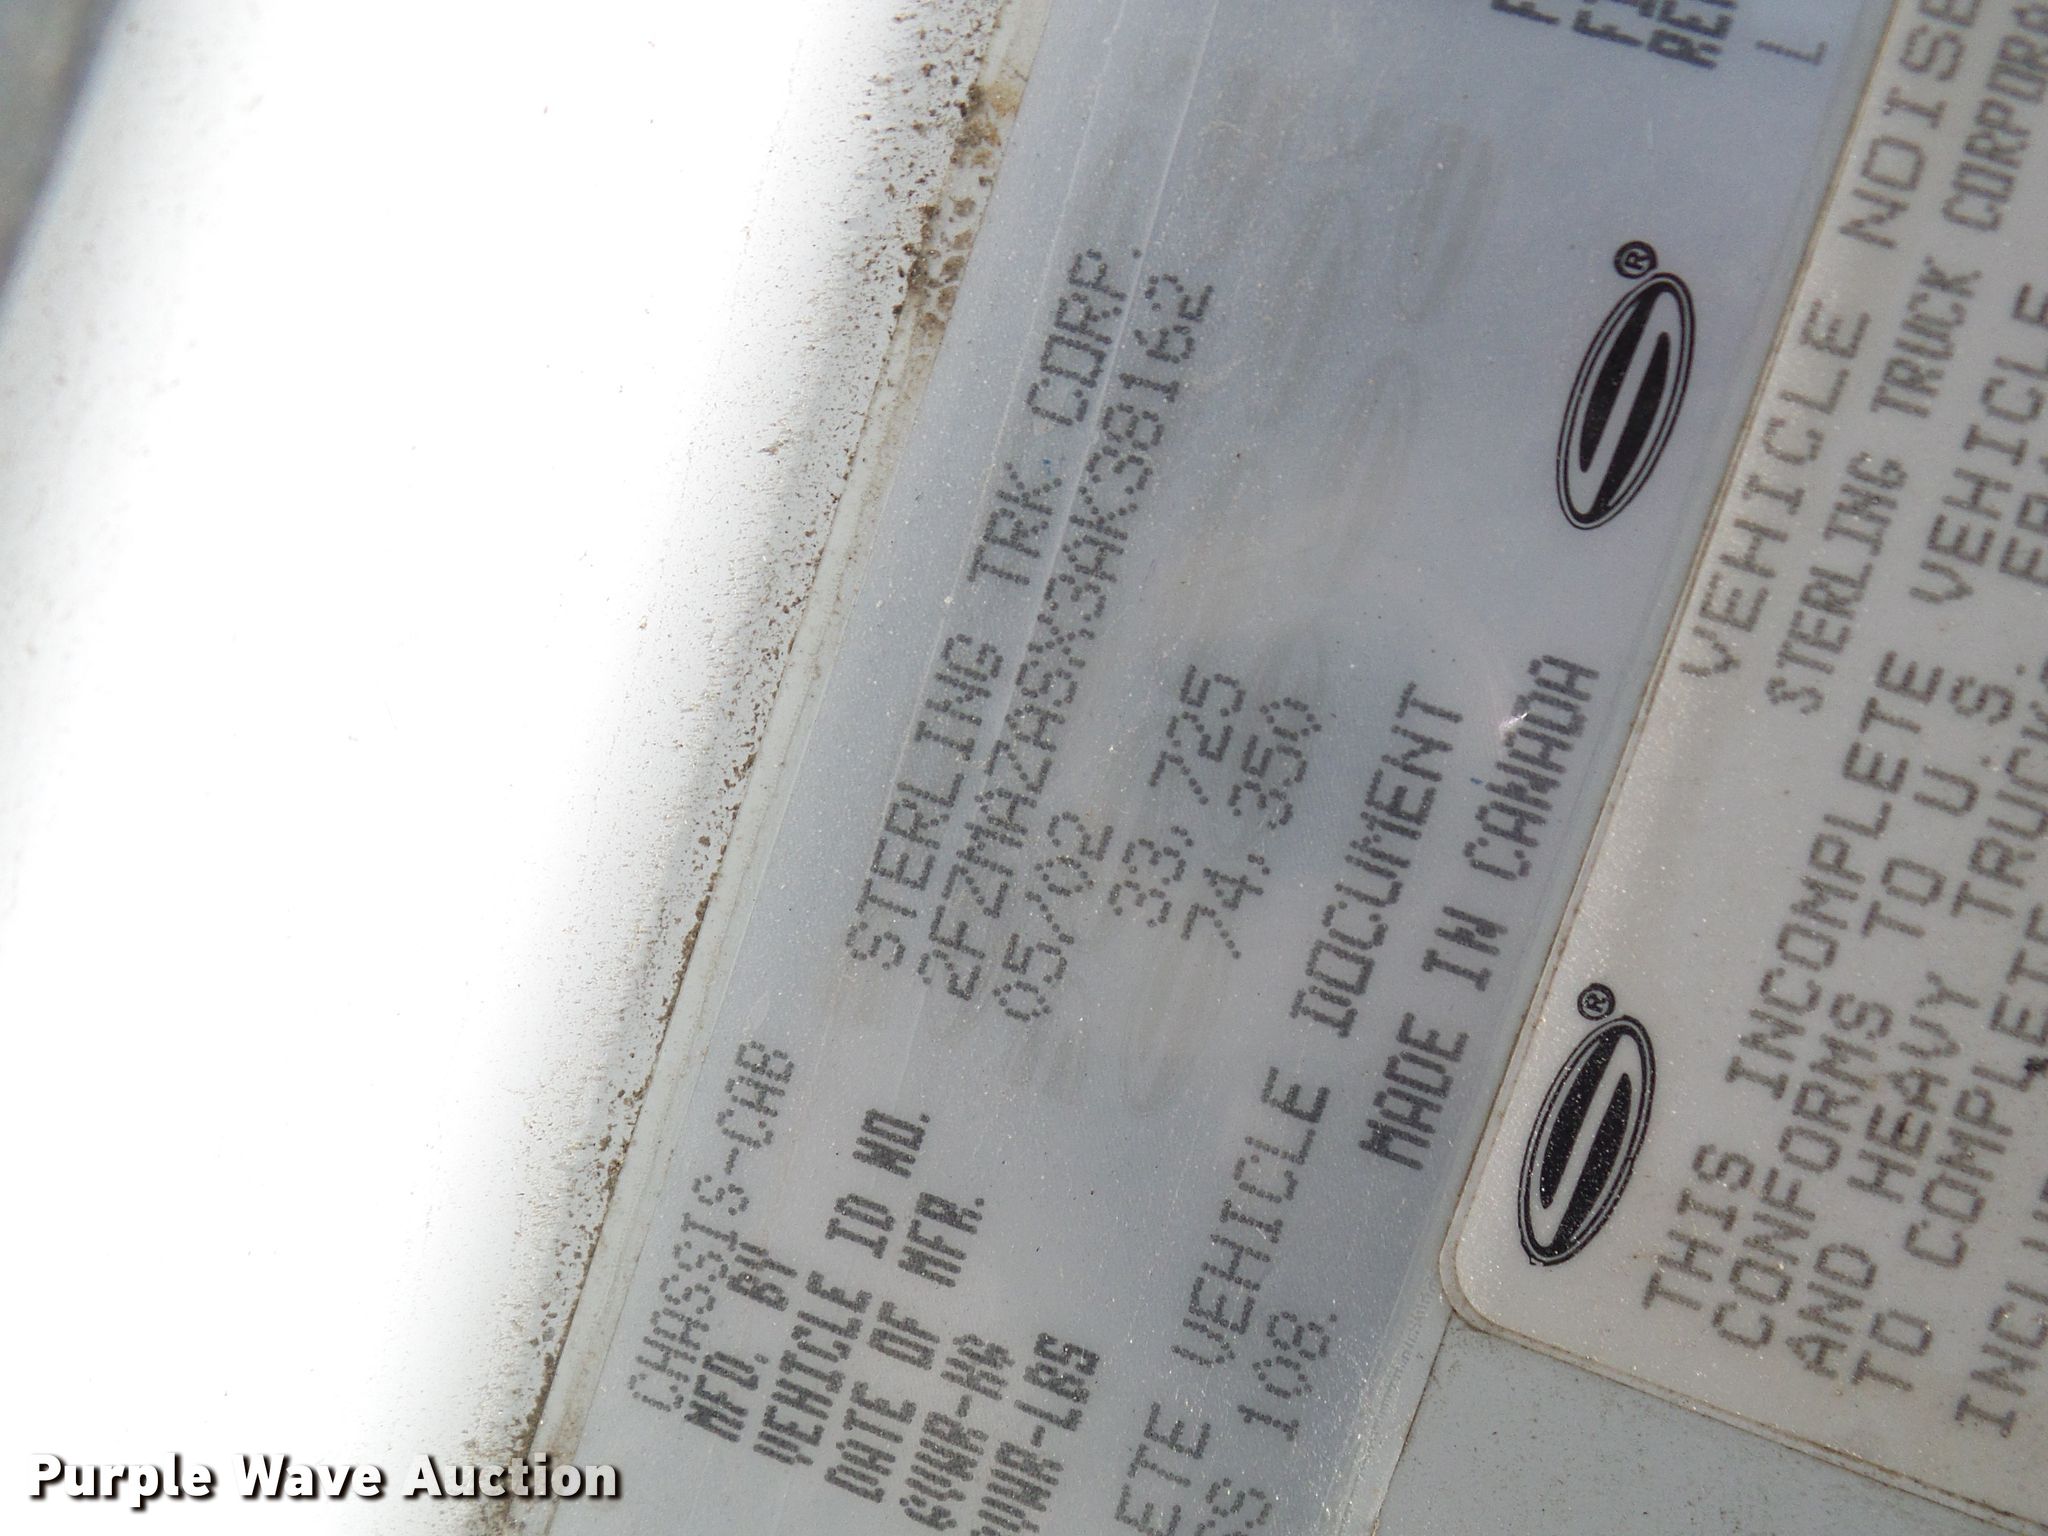 CHASSIS-CAB
MFD. BY STERLING TRK CORP.
VEHICLE ID NO. 2FZMAZASX3AK38162
DATE OF MFR. 05/02
GVWR-KG 33,725
GVWR-LBS 74,350
ETE VEHICLE DOCUMENT
RS 108.
MADE IN CANADA
L
®
VEHICLE NOISE
STERLING TRUCK CORPORA
®
THIS INCOMPLETE VEHICLE
CONFORMS TO U.S.
AND HEAVY TRUCK
TO COMPLETE
Purple Wave Auction